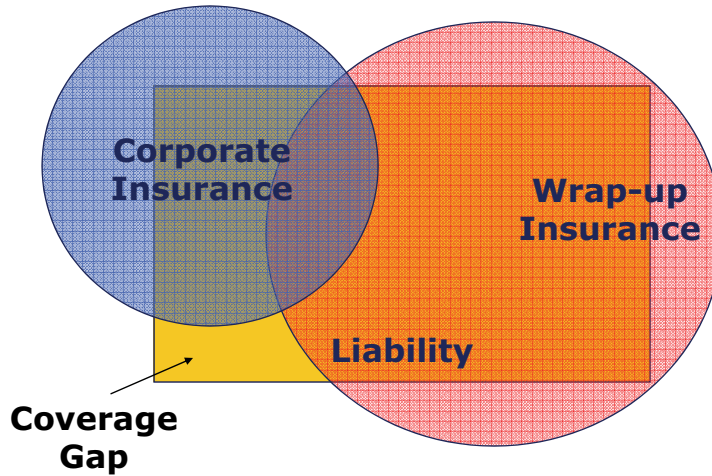 Corporate
Insurance
Wrap-up
Insurance
Liability
Coverage
Gap